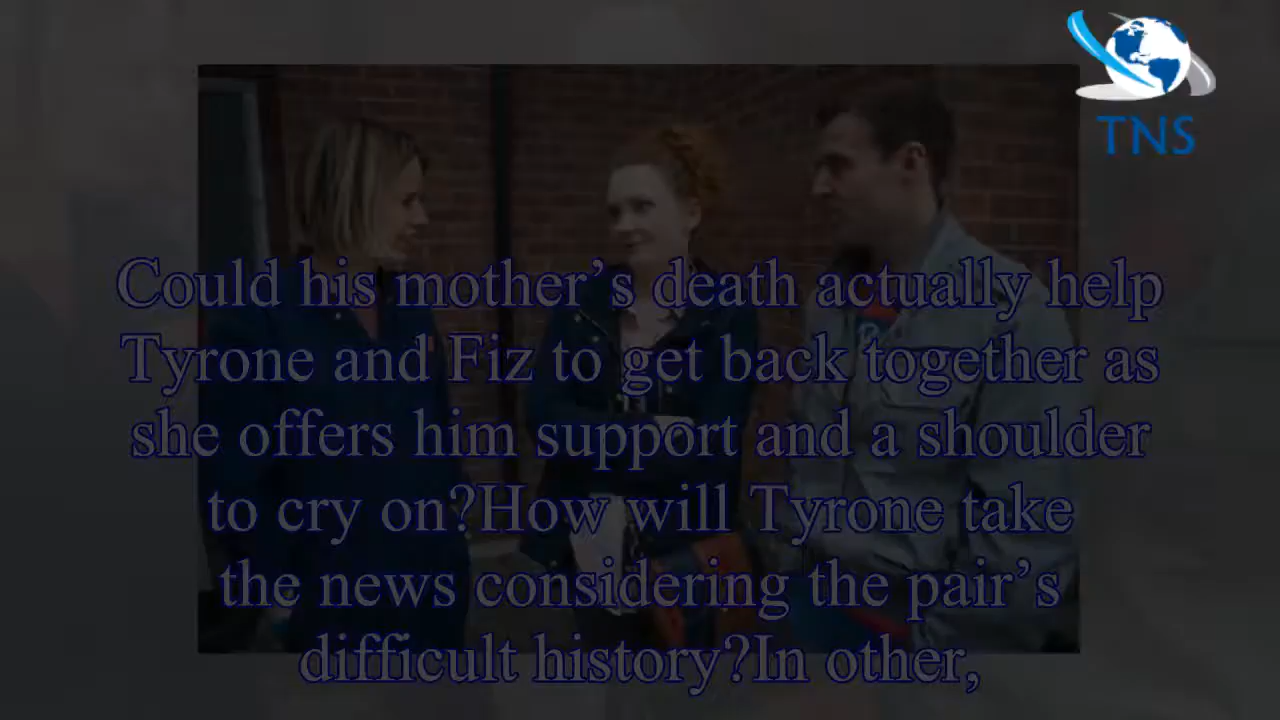 TNS
Could his mother’s death actually help
Tyrone and Fiz to get back together as
she offers him support and a shoulder
to cry on?How will Tyrone take
the news considering the pair’s
difficult history?In other,